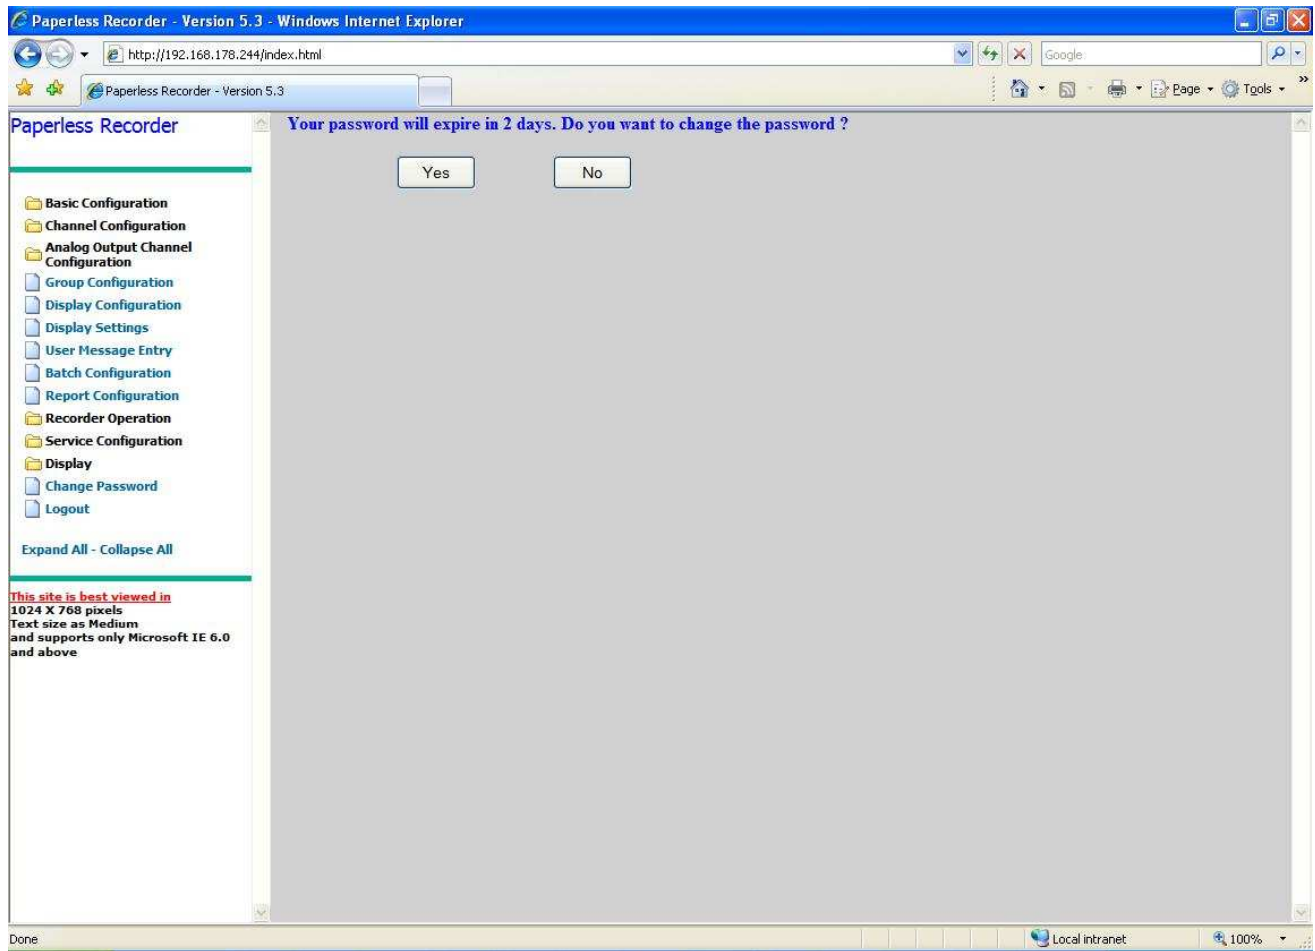 Paperless Recorder - Version 5.3 - Windows Internet Explorer
http://192.168.178.244/index.html
Google
Paperless Recorder - Version 5.3
Page
Tools
»
Paperless Recorder
Basic Configuration
Channel Configuration
Analog Output Channel
Configuration
Group Configuration
Display Configuration
Display Settings
User Message Entry
Batch Configuration
Report Configuration
Recorder Operation
Service Configuration
Display
Change Password
Logout
Expand All - Collapse All
This site is best viewed in
1024 X 768 pixels
Text size as Medium
and supports only Microsoft IE 6.0
and above
Your password will expire in 2 days. Do you want to change the password ?
Yes
No
Done
Local intranet
100%